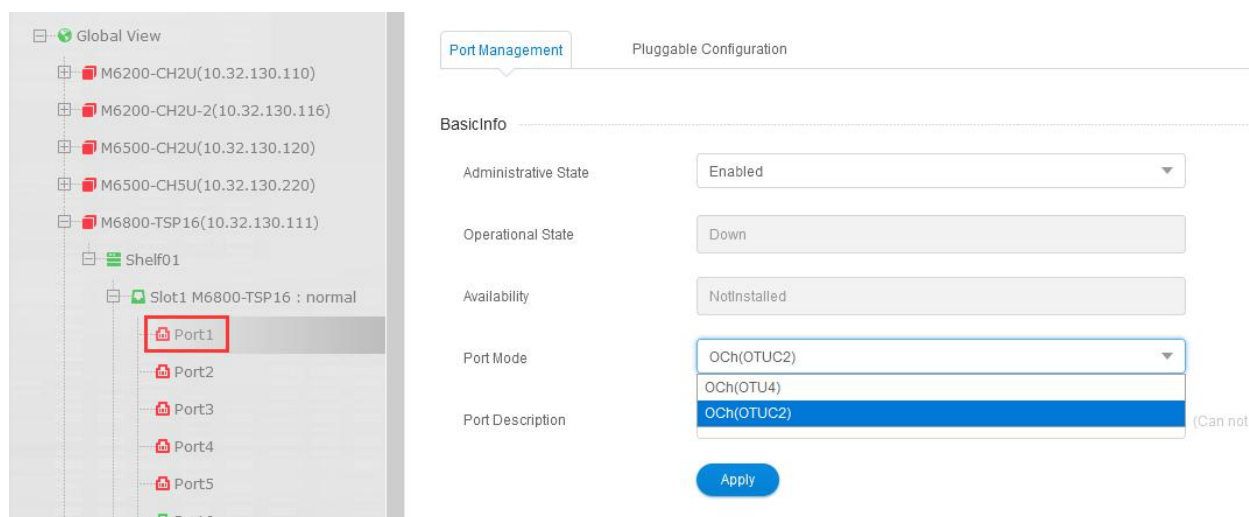 Global View
M6200-CH2U(10.32.130.110)
M6200-CH2U-2(10.32.130.116)
M6500-CH2U(10.32.130.120)
M6500-CH5U(10.32.130.220)
M6800-TSP16(10.32.130.111)
Shelf01
Slot1 M6800-TSP16 : normal
Port1
Port2
Port3
Port4
Port5
Port Management
Pluggable Configuration
BasicInfo
Administrative State
Enabled
Operational State
Down
Availability
NotInstalled
Port Mode
OCh(OTUC2)
OCh(OTU4)
OCh(OTUC2)
Port Description
(Can not
Apply